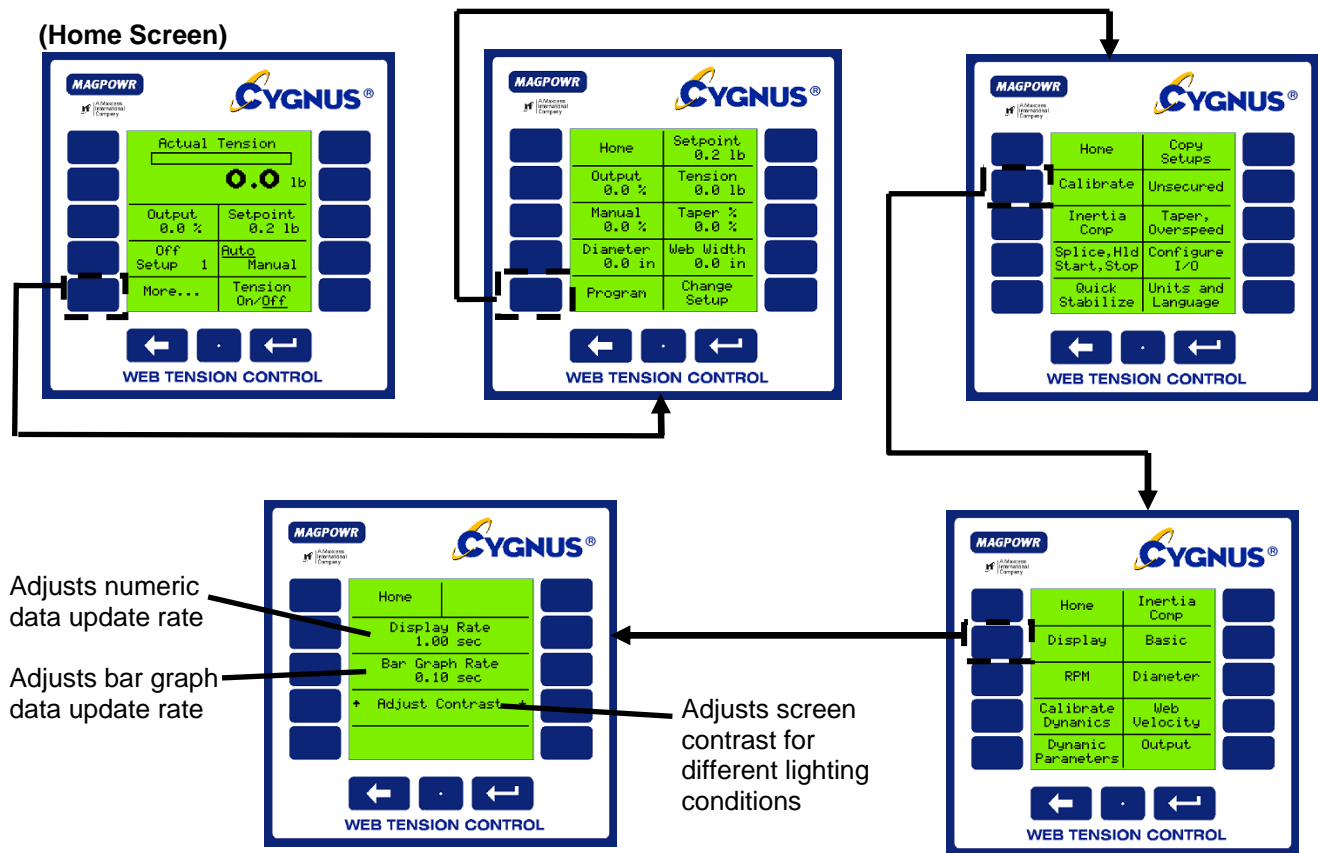 (Home Screen)
MAGPOWR
A Maxcess
International
Company
CYGNUS®
Actual Tension
0.0 lb
Output
0.0 %
Setpoint
0.2 lb
Off
Setup 1
Auto
Manual
More...
Tension
On/Off
WEB TENSION CONTROL
MAGPOWR
A Maxcess
International
Company
CYGNUS®
Home
Setpoint
0.2 lb
Output
0.0 %
Tension
0.0 lb
Manual
0.0 %
Taper %
0.0 %
Diameter
0.0 in
Web Width
0.0 in
Program
Change
Setup
WEB TENSION CONTROL
MAGPOWR
A Maxcess
International
Company
CYGNUS®
Home
Copy
Setups
Calibrate
Unsecured
Inertia
Comp
Taper,
Overspeed
Splice,Hld
Start,Stop
Configure
I/O
Quick
Stabilize
Units and
Language
WEB TENSION CONTROL
MAGPOWR
A Maxcess
International
Company
CYGNUS®
Home
Display Rate
1.00 sec
Bar Graph Rate
0.10 sec
Adjust Contrast
WEB TENSION CONTROL
Adjusts numeric
data update rate
Adjusts bar graph
data update rate
Adjusts screen
contrast for
different lighting
conditions
MAGPOWR
A Maxcess
International
Company
CYGNUS®
Home
Inertia
Comp
Display
Basic
RPM
Diameter
Calibrate
Dynamics
Web
Velocity
Dynamic
Parameters
Output
WEB TENSION CONTROL